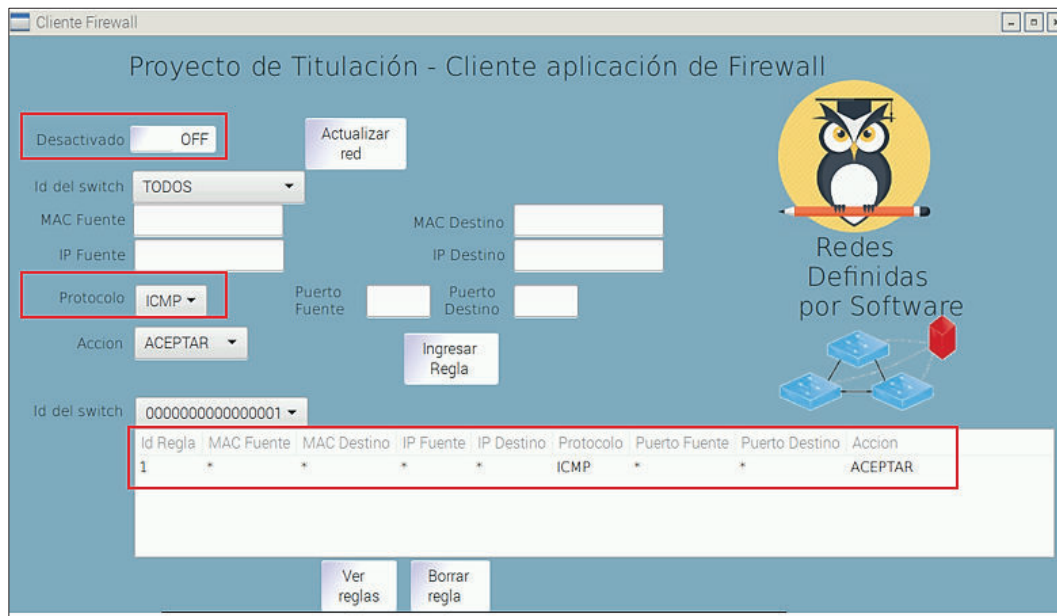 Cliente Firewall
Proyecto de Titulación - Cliente aplicación de Firewall
Desactivado OFF
Actualizar
red
Id del switch TODOS
MAC Fuente
MAC Destino
IP Fuente
IP Destino
Protocolo ICMP
Puerto
Fuente
Puerto
Destino
Accion ACEPTAR
Ingresar
Regla
Redes
Definidas
por Software
Id del switch 0000000000000001
Id Regla MAC Fuente MAC Destino IP Fuente IP Destino Protocolo Puerto Fuente Puerto Destino Accion
1 * * * * ICMP * * ACEPTAR
Ver
reglas
Borrar
regla